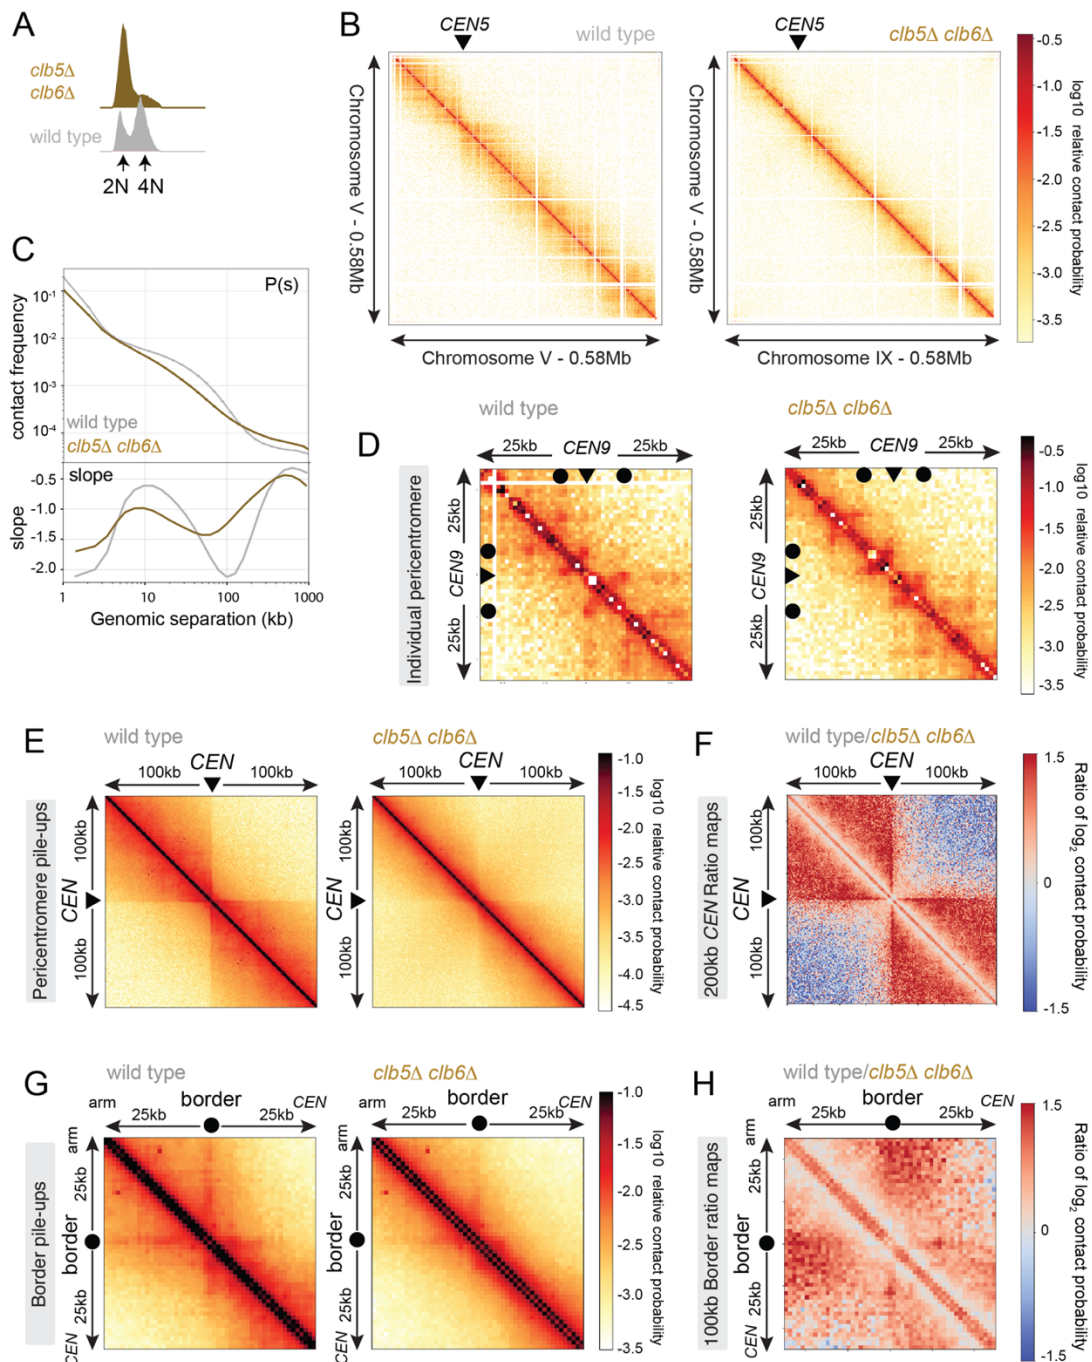 A
clb5Δ
clb6Δ
wild type
2N 4N
B
CEN5
wild type
Chromosome V - 0.58Mb
Chromosome V - 0.58Mb
CEN5
clb5Δ clb6Δ
Chromosome V - 0.58Mb
Chromosome IX - 0.58Mb
-0.5
-1.0
-1.5
-2.0
-2.5
-3.0
-3.5
log10 relative contact probability
C
P(s)
contact frequency
10-1
10-2
10-3
10-4
wild type
clb5Δ clb6Δ
slope
slope
-0.5
-1.0
-1.5
-2.0
1 10 100 1000
Genomic separation (kb)
D
Individual pericentromere
wild type
25kb CEN9 25kb
25kb CEN9 25kb
clb5Δ clb6Δ
25kb CEN9 25kb
25kb CEN9 25kb
-0.5
-1.0
-1.5
-2.0
-2.5
-3.0
-3.5
log10 relative contact probability
E
Pericentromere pile-ups
wild type
CEN
100kb 100kb
100kb CEN 100kb
clb5Δ clb6Δ
CEN
100kb 100kb
100kb CEN 100kb
-1.0
-1.5
-2.0
-2.5
-3.0
-3.5
-4.0
-4.5
log10 relative contact probability
F
200kb CEN Ratio maps
wild type/clb5Δ clb6Δ
CEN
100kb 100kb
100kb CEN 100kb
1.5
0
-1.5
Ratio of log2 contact probability
G
Border pile-ups
wild type
arm border CEN
25kb 25kb
arm 25kb border 25kb CEN
clb5Δ clb6Δ
arm border CEN
25kb 25kb
arm 25kb border 25kb CEN
-1.0
-1.5
-2.0
-2.5
-3.0
-3.5
log10 relative contact probability
H
100kb Border ratio maps
wild type/clb5Δ clb6Δ
arm border CEN
25kb 25kb
arm 25kb border 25kb CEN
1.5
1
0
-1
-1.5
Ratio of log2 contact probability